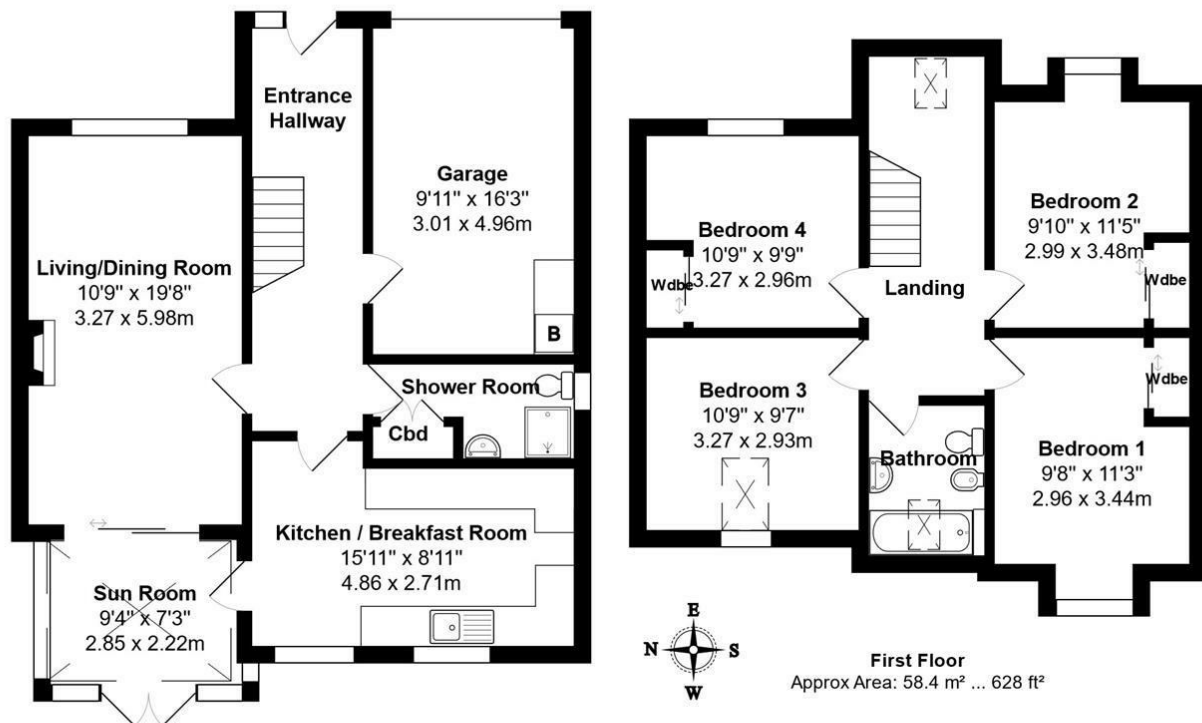 Entrance
Hallway
Garage
9'11" x 16'3"
3.01 x 4.96m
B
Living/Dining Room
10'9" x 19'8"
3.27 x 5.98m
Shower Room
Cbd
Kitchen / Breakfast Room
15'11" x 8'11"
4.86 x 2.71m
Sun Room
9'4" x 7'3"
2.85 x 2.22m
Bedroom 4
10'9" x 9'9"
3.27 x 2.96m
Wdbe
Landing
Bedroom 2
9'10" x 11'5"
2.99 x 3.48m
Wdbe
Bedroom 3
10'9" x 9'7"
3.27 x 2.93m
Bathroom
Wdbe
Bedroom 1
9'8" x 11'3"
2.96 x 3.44m
E
N S
W
First Floor
Approx Area: 58.4 m² ... 628 ft²